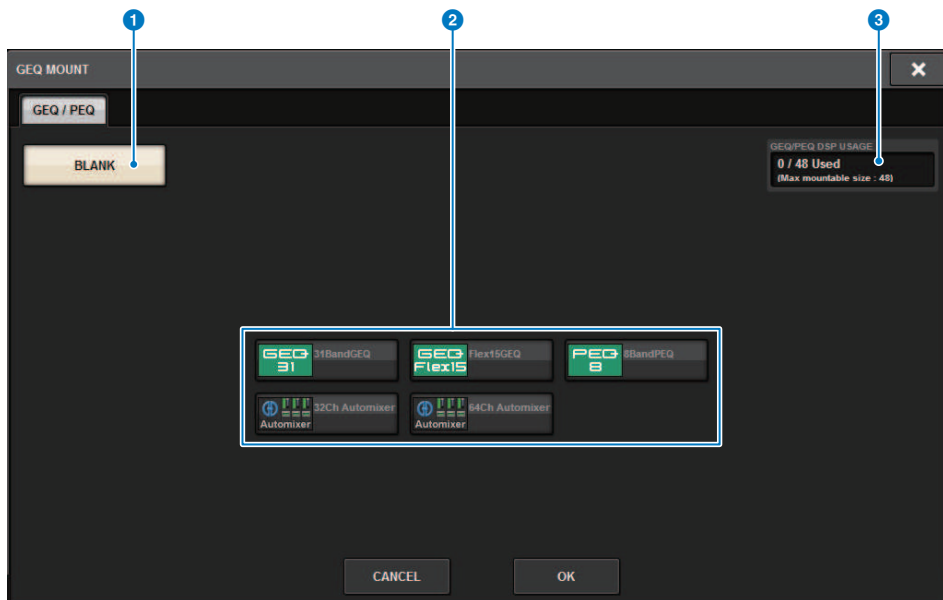 1 2 3
GEQ MOUNT
GEQ / PEQ
BLANK
GEQ/PEQ DSP USAGE
0 / 48 Used
(Max mountable size : 48)
GEQ 31 31BandGEQ
GEQ Flex15 Flex15GEQ
PEQ 8 8BandPEQ
Automixer 32Ch Automixer
Automixer 64Ch Automixer
CANCEL
OK